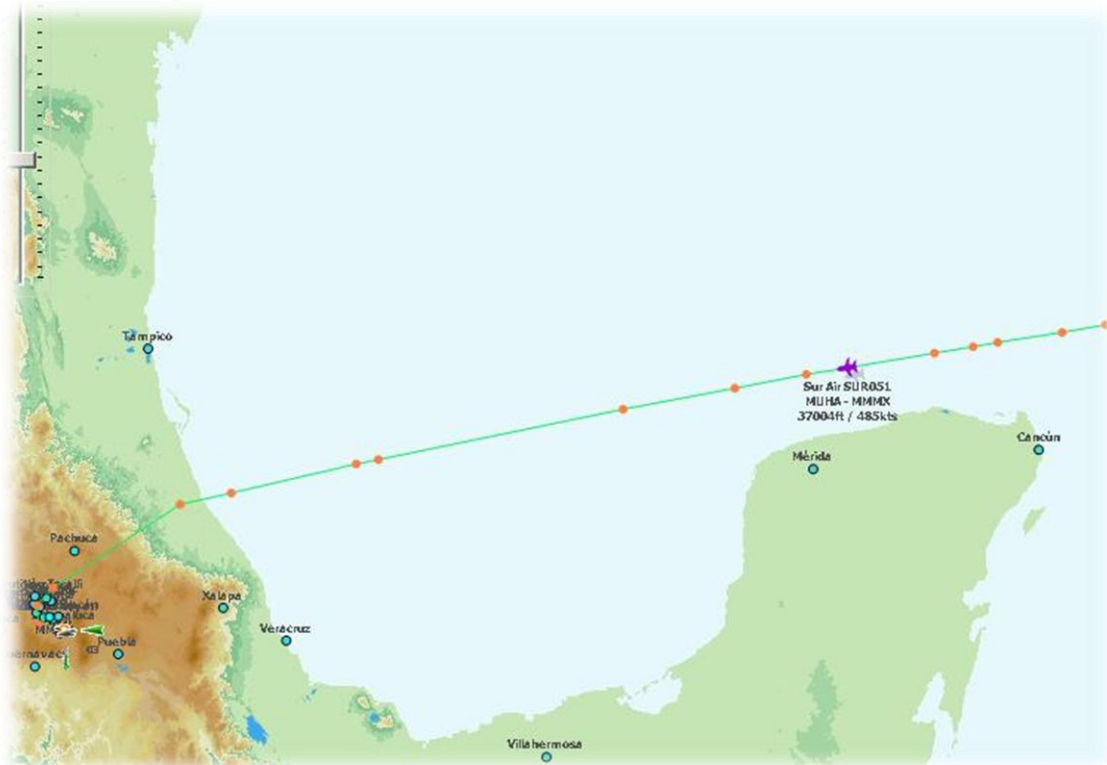 Tampico
Sur Air SUR051
MUHA - MMMX
37004ft / 485kts
Cancún
Mérida
Pachuca
Xalapa
Veracruz
Puebla
Villahermosa